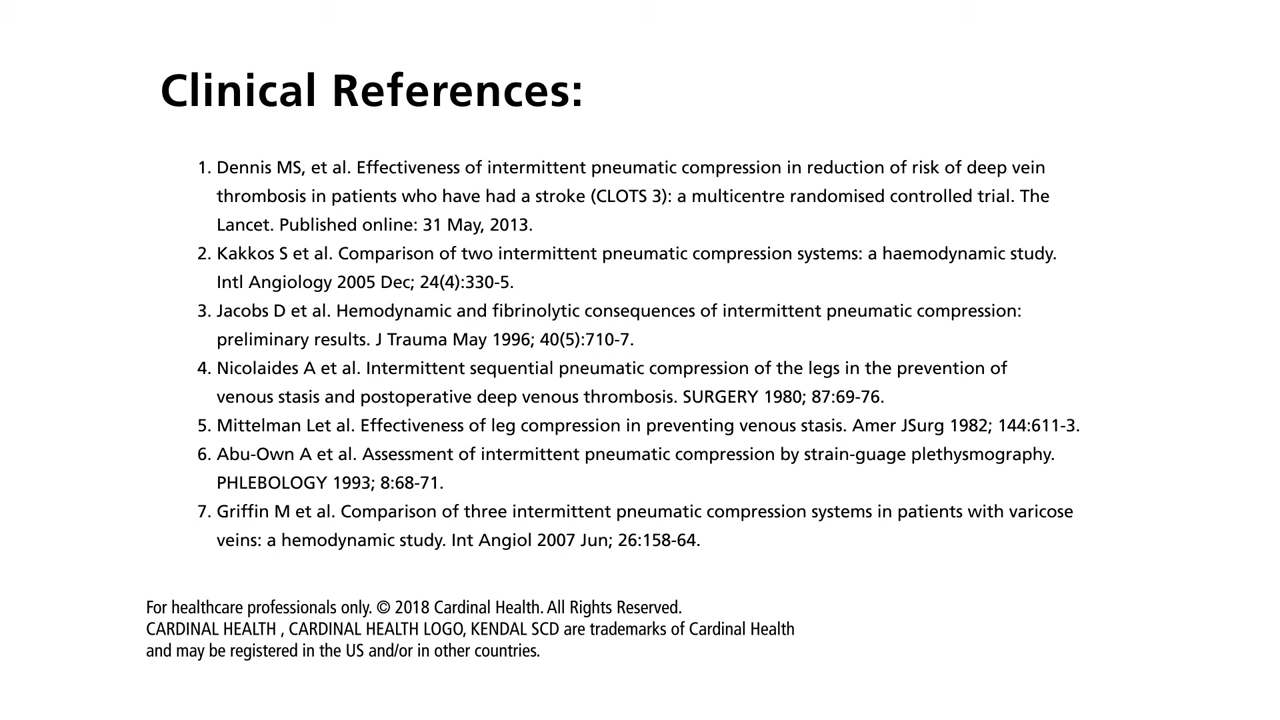 Clinical References:
1. Dennis MS, et al. Effectiveness of intermittent pneumatic compression in reduction of risk of deep vein
thrombosis in patients who have had a stroke (CLOTS 3): a multicentre randomised controlled trial. The
Lancet. Published online: 31 May, 2013.
2. Kakkos S et al. Comparison of two intermittent pneumatic compression systems: a haemodynamic study.
Intl Angiology 2005 Dec; 24(4):330-5.
3. Jacobs D et al. Hemodynamic and fibrinolytic consequences of intermittent pneumatic compression:
preliminary results. J Trauma May 1996; 40(5):710-7.
4. Nicolaides A et al. Intermittent sequential pneumatic compression of the legs in the prevention of
venous stasis and postoperative deep venous thrombosis. SURGERY 1980; 87:69-76.
5. Mittelman Let al. Effectiveness of leg compression in preventing venous stasis. Amer JSurg 1982; 144:611-3.
6. Abu-Own A et al. Assessment of intermittent pneumatic compression by strain-guage plethysmography.
PHLEBOLOGY 1993; 8:68-71.
7. Griffin M et al. Comparison of three intermittent pneumatic compression systems in patients with varicose
veins: a hemodynamic study. Int Angiol 2007 Jun; 26:158-64.
For healthcare professionals only. © 2018 Cardinal Health. All Rights Reserved.
CARDINAL HEALTH , CARDINAL HEALTH LOGO, KENDAL SCD are trademarks of Cardinal Health
and may be registered in the US and/or in other countries.